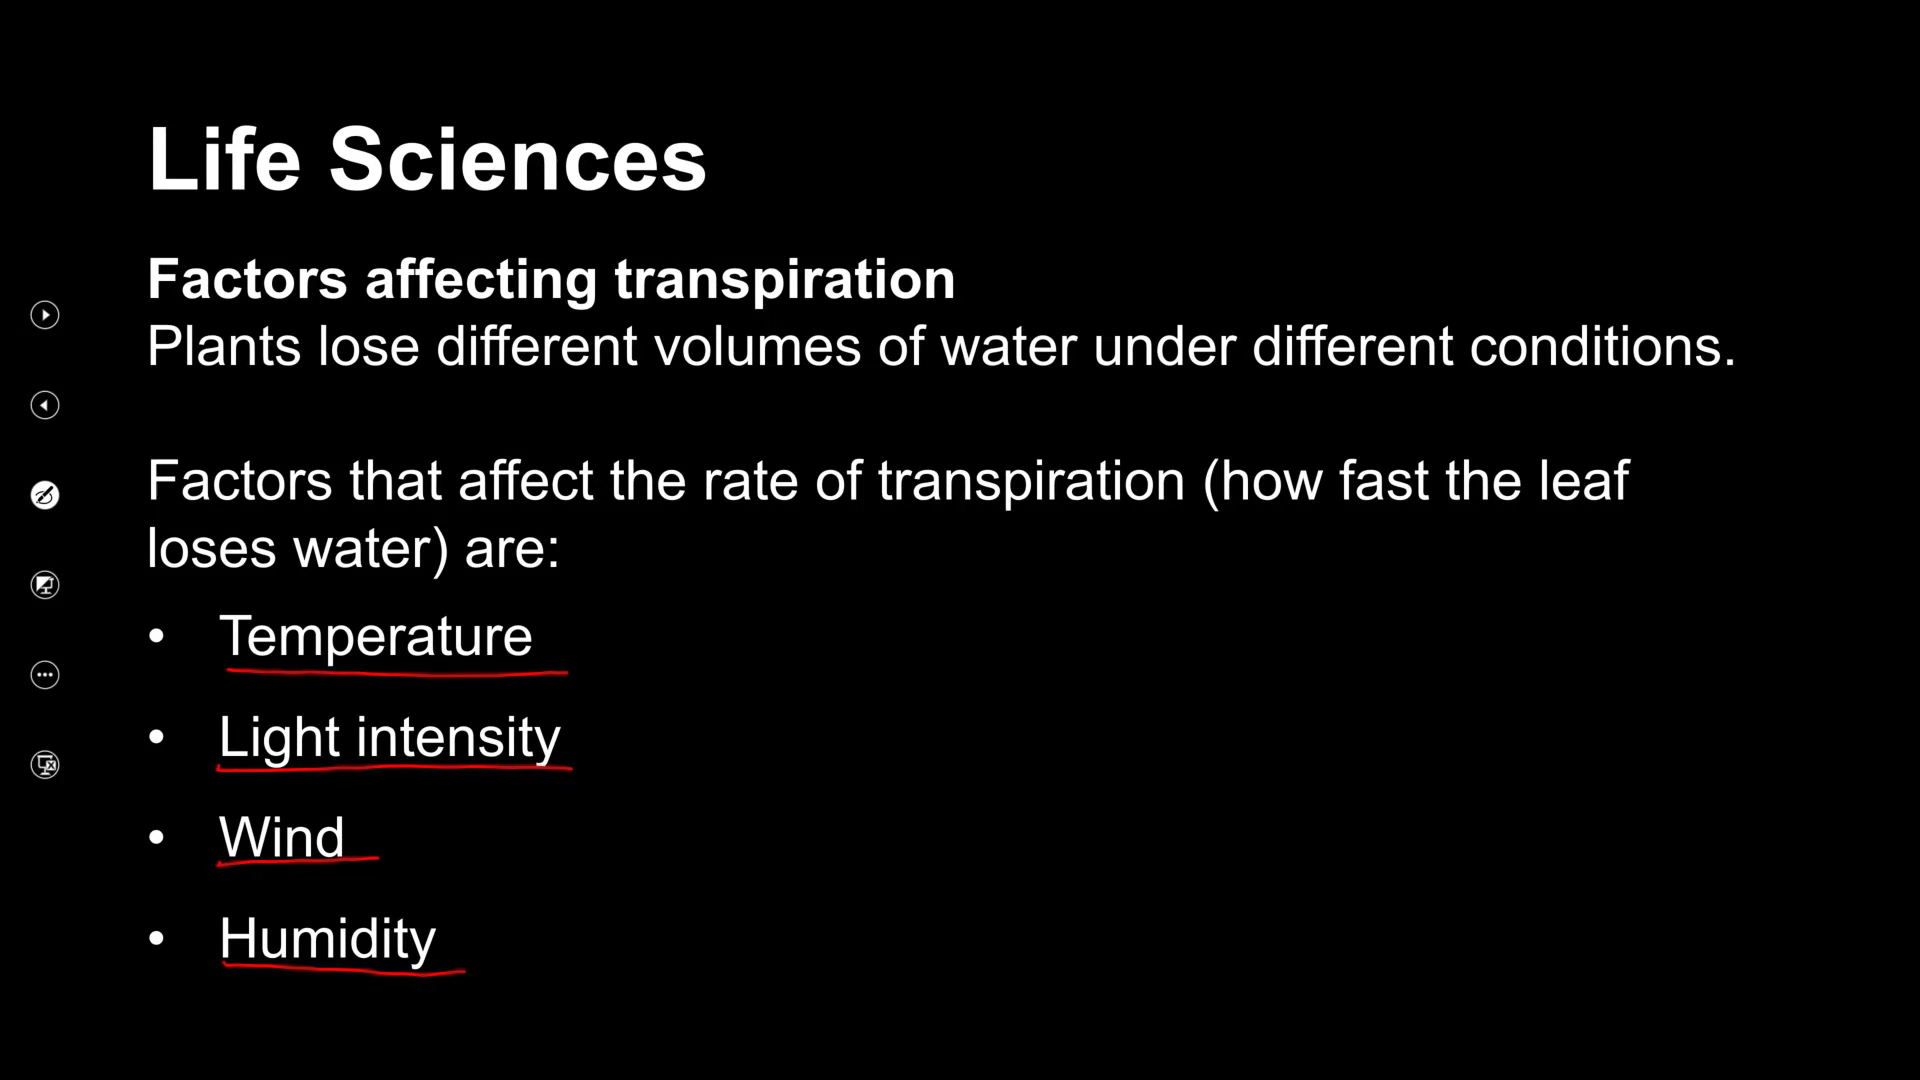 Life Sciences
Factors affecting transpiration
Plants lose different volumes of water under different conditions.
Factors that affect the rate of transpiration (how fast the leaf
loses water) are:
• Temperature
• Light intensity
• Wind
• Humidity